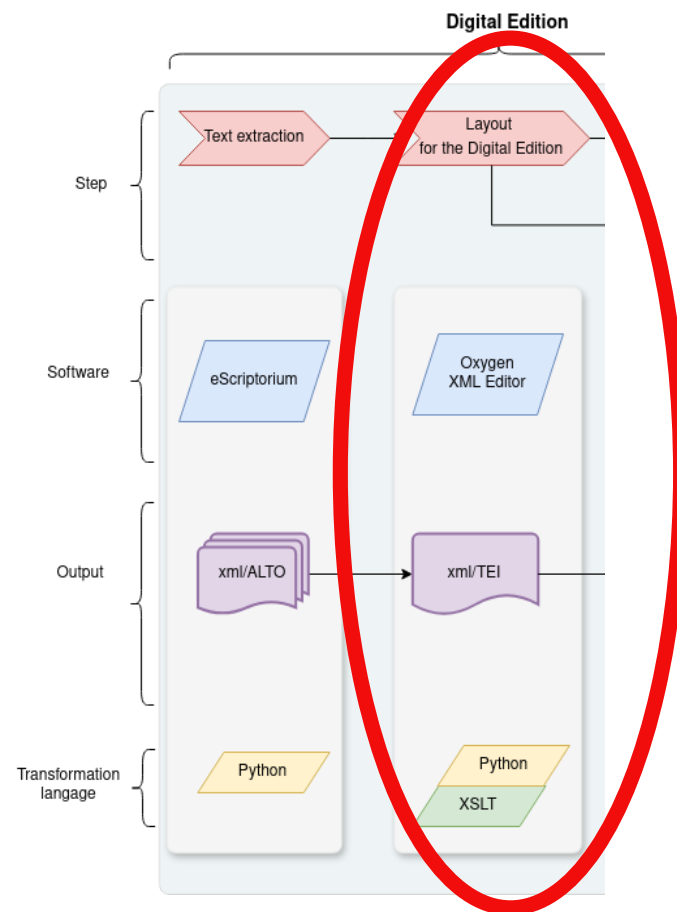 Digital Edition
Step
Text extraction
Layout
for the Digital Edition
Software
eScriptorium
Oxygen
XML Editor
Output
xml/ALTO
xml/TEI
Transformation
langage
Python
Python
XSLT